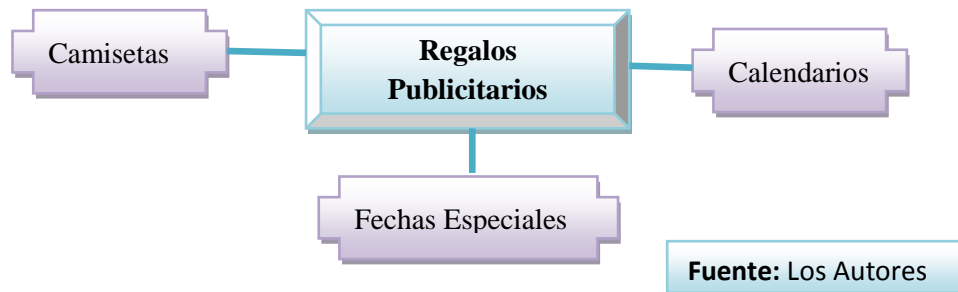 Camisetas
Regalos
Publicitarios
Calendarios
Fechas Especiales
Fuente: Los Autores